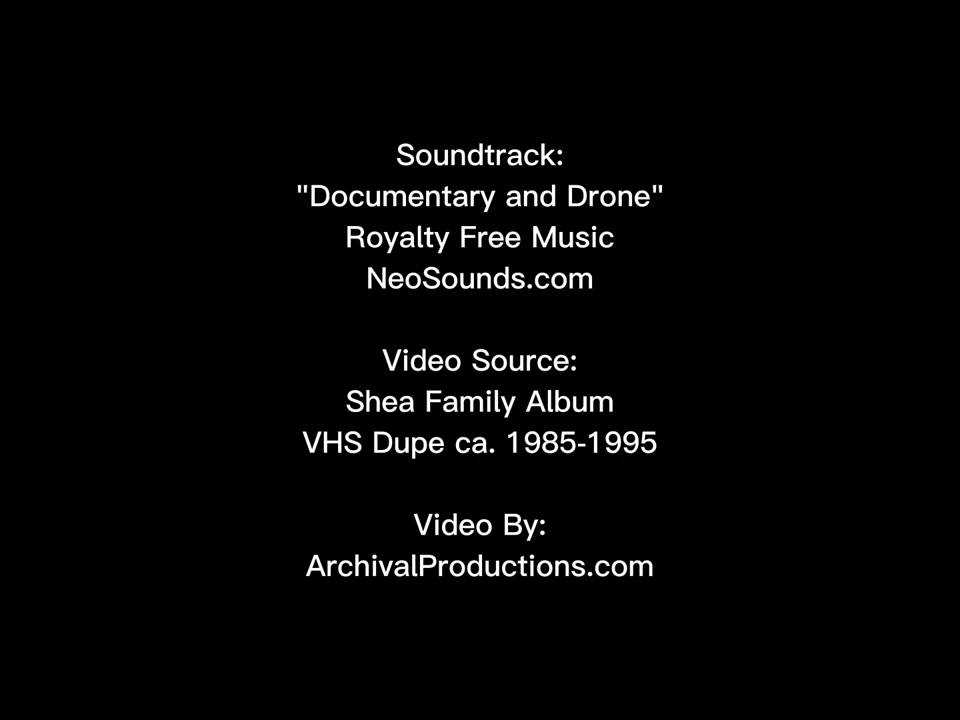 Soundtrack:
"Documentary and Drone"
Royalty Free Music
NeoSounds.com
Video Source:
Shea Family Album
VHS Dupe ca. 1985-1995
Video By:
ArchivalProductions.com